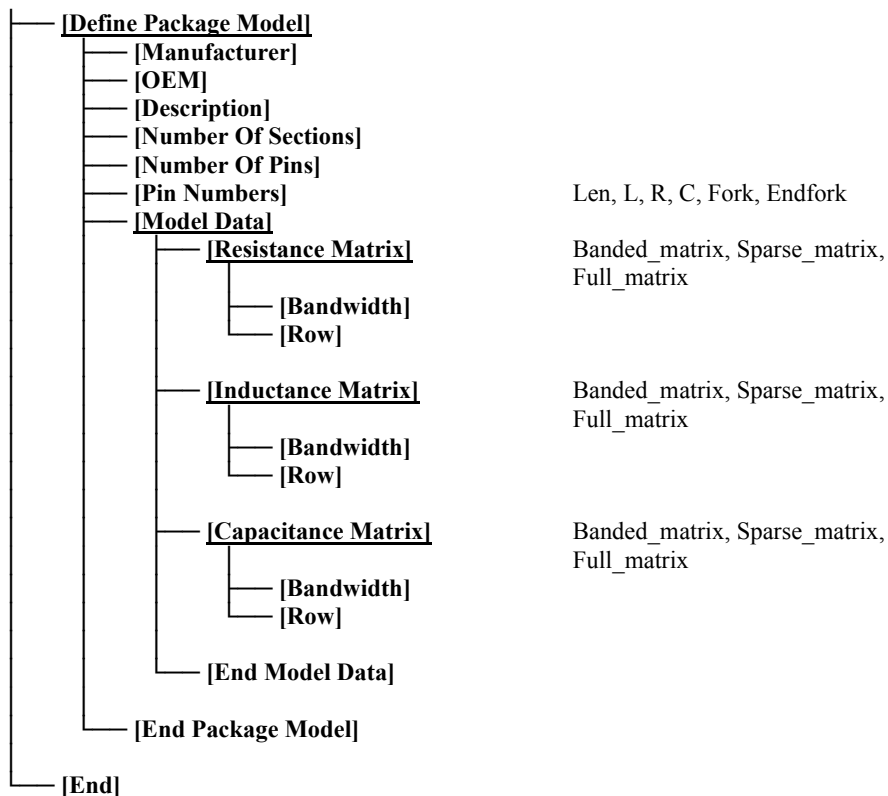 [Define Package Model]
[Manufacturer]
[OEM]
[Description]
[Number Of Sections]
[Number Of Pins]
[Pin Numbers] Len, L, R, C, Fork, Endfork
[Model Data]
[Resistance Matrix] Banded_matrix, Sparse_matrix,
Full_matrix
[Bandwidth]
[Row]
[Inductance Matrix] Banded_matrix, Sparse_matrix,
Full_matrix
[Bandwidth]
[Row]
[Capacitance Matrix] Banded_matrix, Sparse_matrix,
Full_matrix
[Bandwidth]
[Row]
[End Model Data]
[End Package Model]
[End]